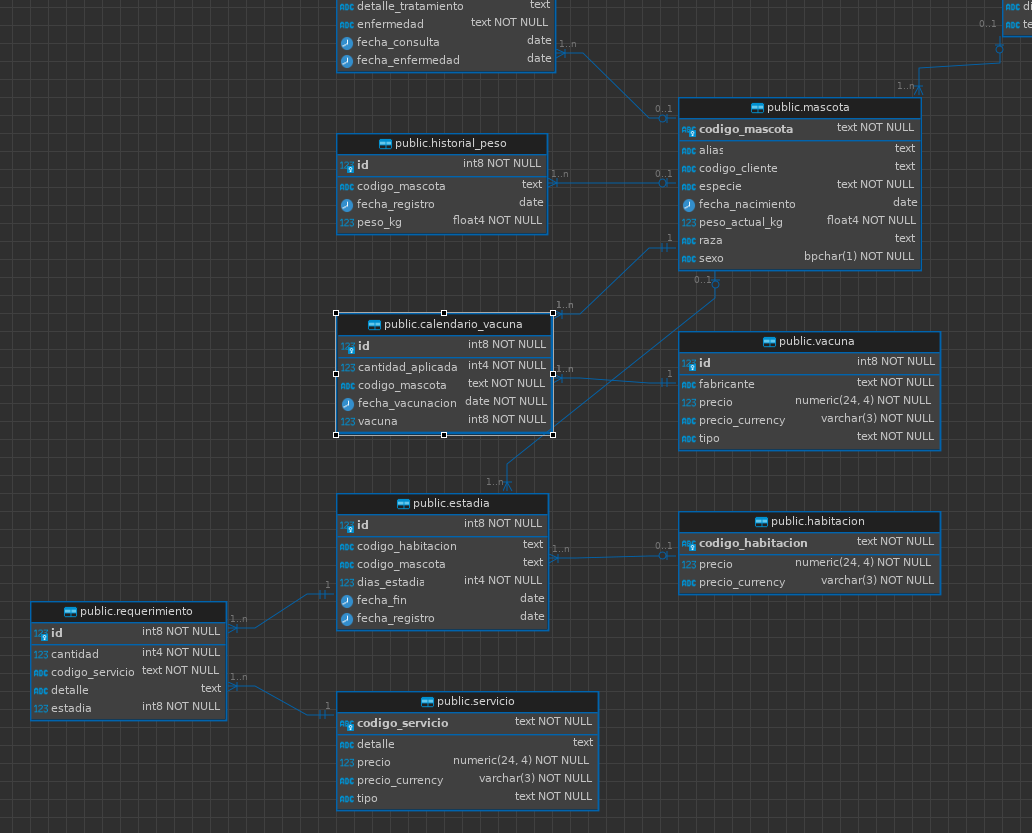 detalle_tratamiento text
enfermedad text NOT NULL
fecha_consulta date
fecha_enfermedad date
1..n
0..1
di
te
0..1
1..n
public.mascota
codigo_mascota text NOT NULL
alias text
codigo_cliente text
especie text NOT NULL
fecha_nacimiento date
peso_actual_kg float4 NOT NULL
raza text
sexo bpchar(1) NOT NULL
public.historial_peso
id int8 NOT NULL
codigo_mascota text
fecha_registro date
peso_kg float4 NOT NULL
1..n
0..1
1
0..1
1..n
public.calendario_vacuna
id int8 NOT NULL
cantidad_aplicada int4 NOT NULL
codigo_mascota text NOT NULL
fecha_vacunacion date NOT NULL
vacuna int8 NOT NULL
1..n
1
public.vacuna
id int8 NOT NULL
fabricante text NOT NULL
precio numeric(24, 4) NOT NULL
precio_currency varchar(3) NOT NULL
tipo text NOT NULL
1..n
public.estadia
id int8 NOT NULL
codigo_habitacion text
codigo_mascota text
dias_estadia int4 NOT NULL
fecha_fin date
fecha_registro date
1..n
0..1
public.habitacion
codigo_habitacion text NOT NULL
precio numeric(24, 4) NOT NULL
precio_currency varchar(3) NOT NULL
1
1..n
public.requerimiento
id int8 NOT NULL
cantidad int4 NOT NULL
codigo_servicio text NOT NULL
detalle text
estadia int8 NOT NULL
1..n
1
public.servicio
codigo_servicio text NOT NULL
detalle text
precio numeric(24, 4) NOT NULL
precio_currency varchar(3) NOT NULL
tipo text NOT NULL